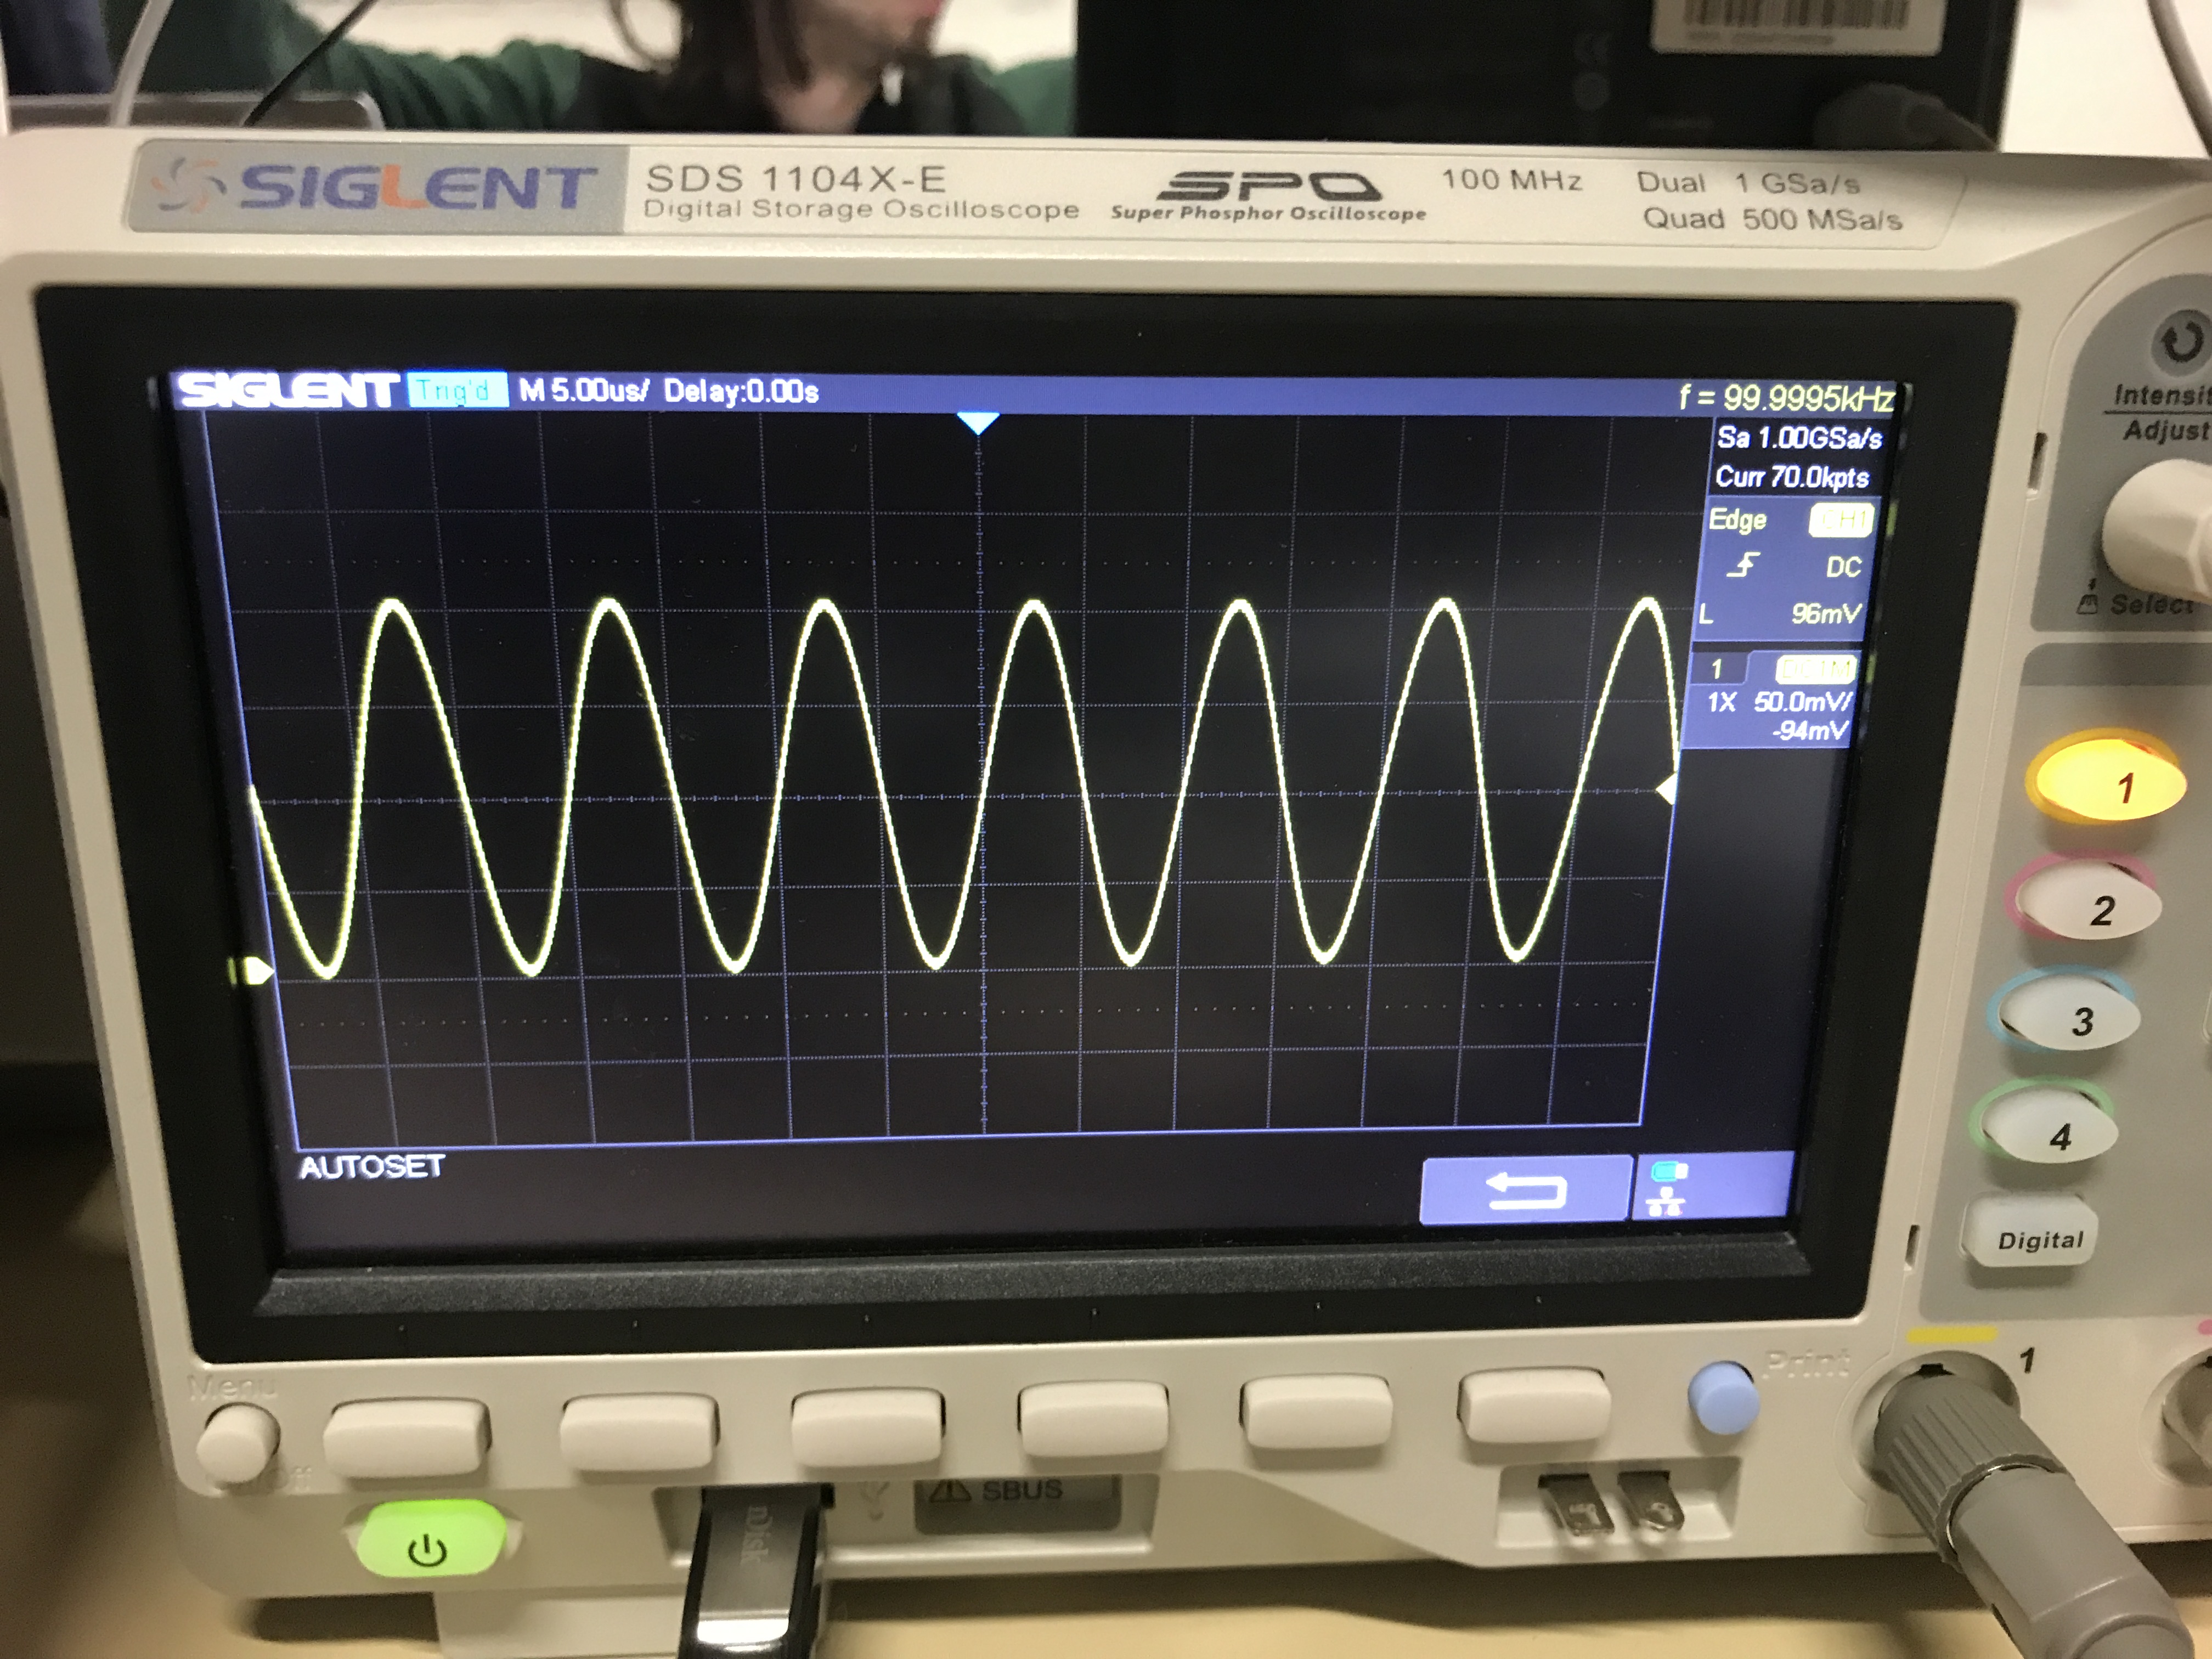 SIGLENT
SDS 1104X-E
Digital Storage Oscilloscope
SPO
Super Phosphor Oscilloscope
100 MHz
Dual 1 GSa/s
Quad 500 MSa/s
SIGLENT Trig'd M 5.00us/ Delay:0.00s
f = 99.9995kHz
Sa 1.00GSa/s
Curr 70.0kpts
Edge CH1
DC
L 96mV
1 DC1M
1X 50.0mV/
-94mV
AUTOSET
Adjust
Select
1
2
3
4
Digital
Menu
Print
1
SBUS